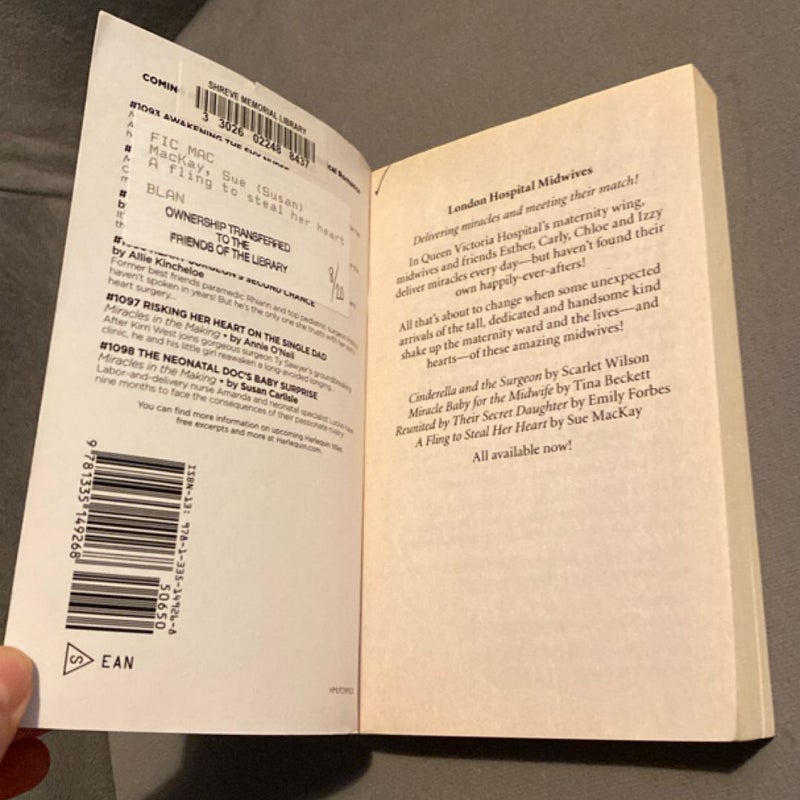 COMIN
SHREVE MEMORIAL LIBRARY
3 3026 02248 8437
#1093 AWAKENING THE SHY NURSE
FIC MAC
MacKay, Sue (Susan)
A fling to steal her heart
BLAN
OWNERSHIP TRANSFERRED
TO THE
FRIENDS OF THE LIBRARY
8/20
SURGEON'S SECOND CHANCE
by Allie Kincheloe
Former best friends paramedic Rhiann and top pediatric surgeon
haven't spoken in years! But he's the only one she trusts with her
heart surgery...
#1097 RISKING HER HEART ON THE SINGLE DAD
Miracles in the Making • by Annie O'Neil
After Kirri West joins gorgeous surgeon Ty Sawyer's groundbreaking
clinic, he and his little girl reawaken a long-avoided longing...
#1098 THE NEONATAL DOC'S BABY SURPRISE
Miracles in the Making • by Susan Carlisle
Labor-and-delivery nurse Amanda and neonatal specialist Lucas have
nine months to face the consequences of their passionate rivalry
You can find more information on upcoming Harlequin titles,
free excerpts and more at Harlequin.com.
ISBN-13: 978-1-335-14926-8
9 781335 149268
50650
S EAN
London Hospital Midwives
Delivering miracles and meeting their match!
In Queen Victoria Hospital's maternity wing,
midwives and friends Esther, Carly, Chloe and Izzy
deliver miracles every day—but haven't found their
own happily-ever-afters!
All that's about to change when some unexpected
arrivals of the tall, dedicated and handsome kind
shake up the maternity ward and the lives—and
hearts—of these amazing midwives!
Cinderella and the Surgeon by Scarlet Wilson
Miracle Baby for the Midwife by Tina Beckett
Reunited by Their Secret Daughter by Emily Forbes
A Fling to Steal Her Heart by Sue MacKay
All available now!